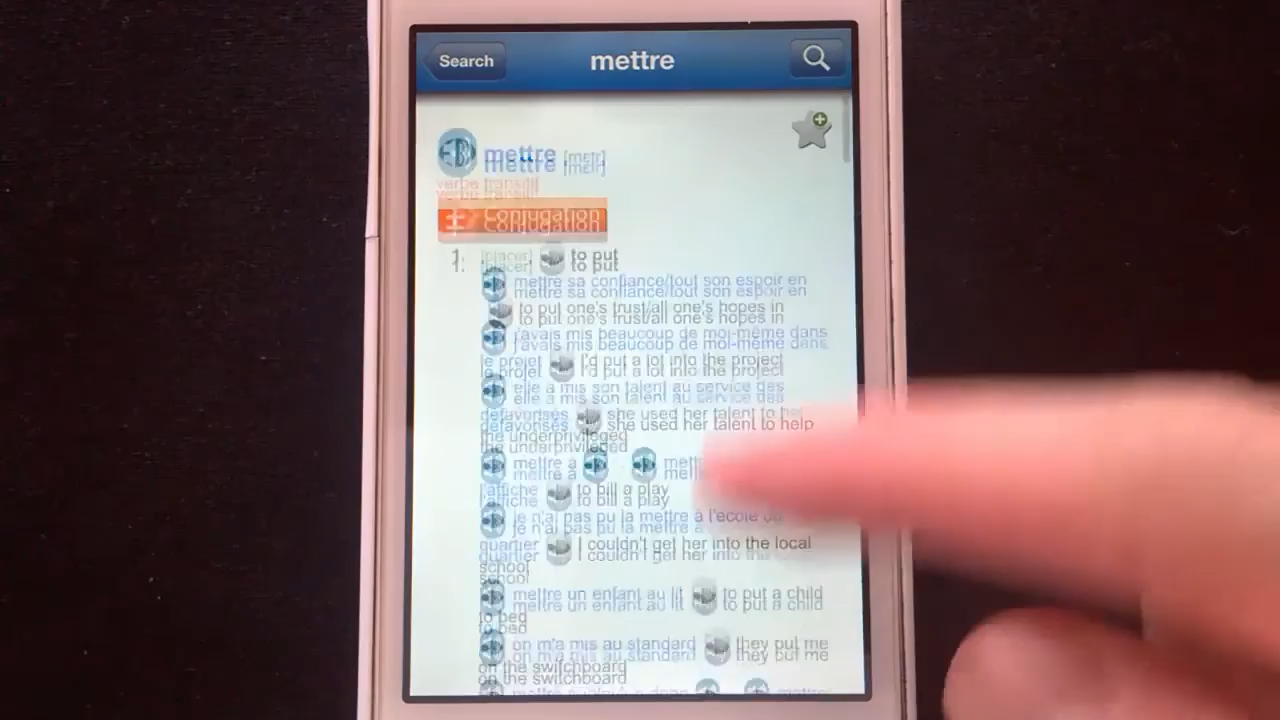 Search
mettre
mettre [metr]
verbe transitif
Conjugation
1. [placer] to put
mettre sa confiance/tout son espoir en
to put one's trust/all one's hopes in
j'avais mis beaucoup de moi-même dans
le projet I'd put a lot into the project
elle a mis son talent au service des
défavorisés she used her talent to help
the underprivileged
mettre à
l'affiche to bill a play
je n'ai pas pu la mettre à l'école du
quartier I couldn't get her into the local
school
mettre un enfant au lit to put a child
to bed
on m'a mis au standard they put me
on the switchboard